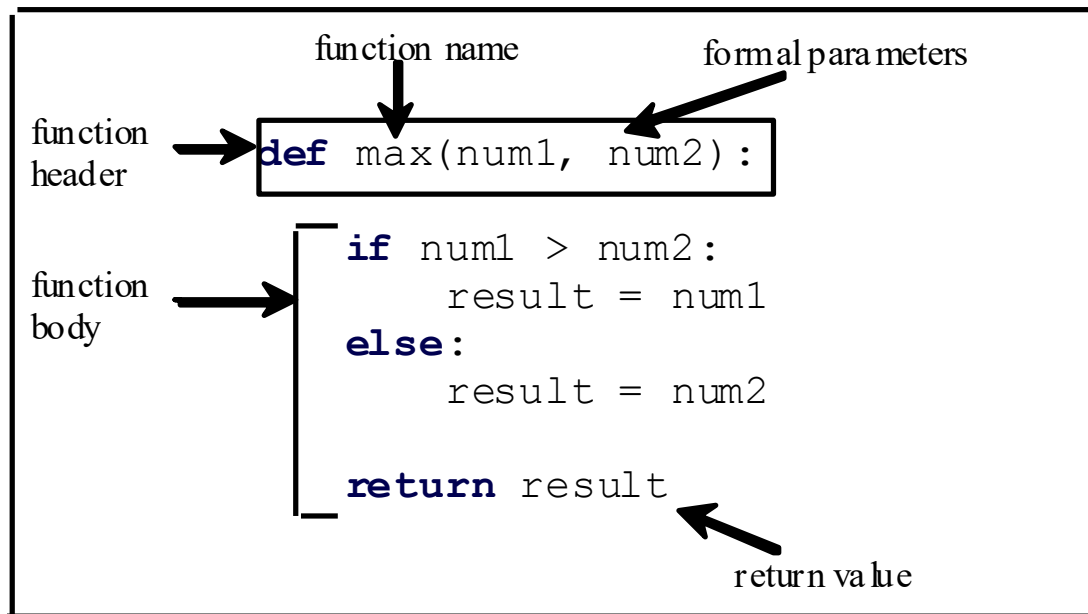 function name
formal parameters
function
header
def max(num1, num2):
if num1 > num2:
function
body
result = num1
else:
result = num2
return result
return value